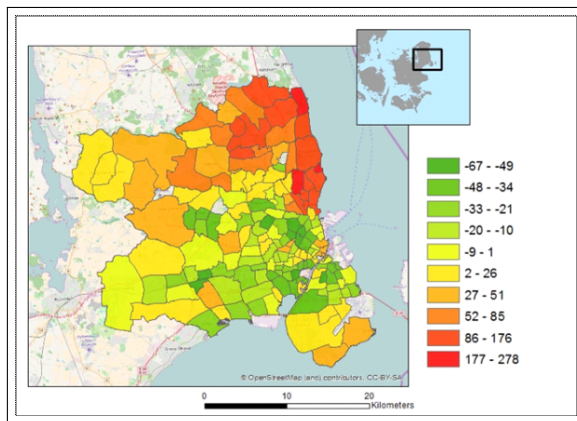 -67 - -49
-48 - -34
-33 - -21
-20 - -10
-9 - 1
2 - 26
27 - 51
52 - 85
86 - 176
177 - 278
© OpenStreetMap (and) contributors, CC-BY-SA
0 10 20
Kilometers